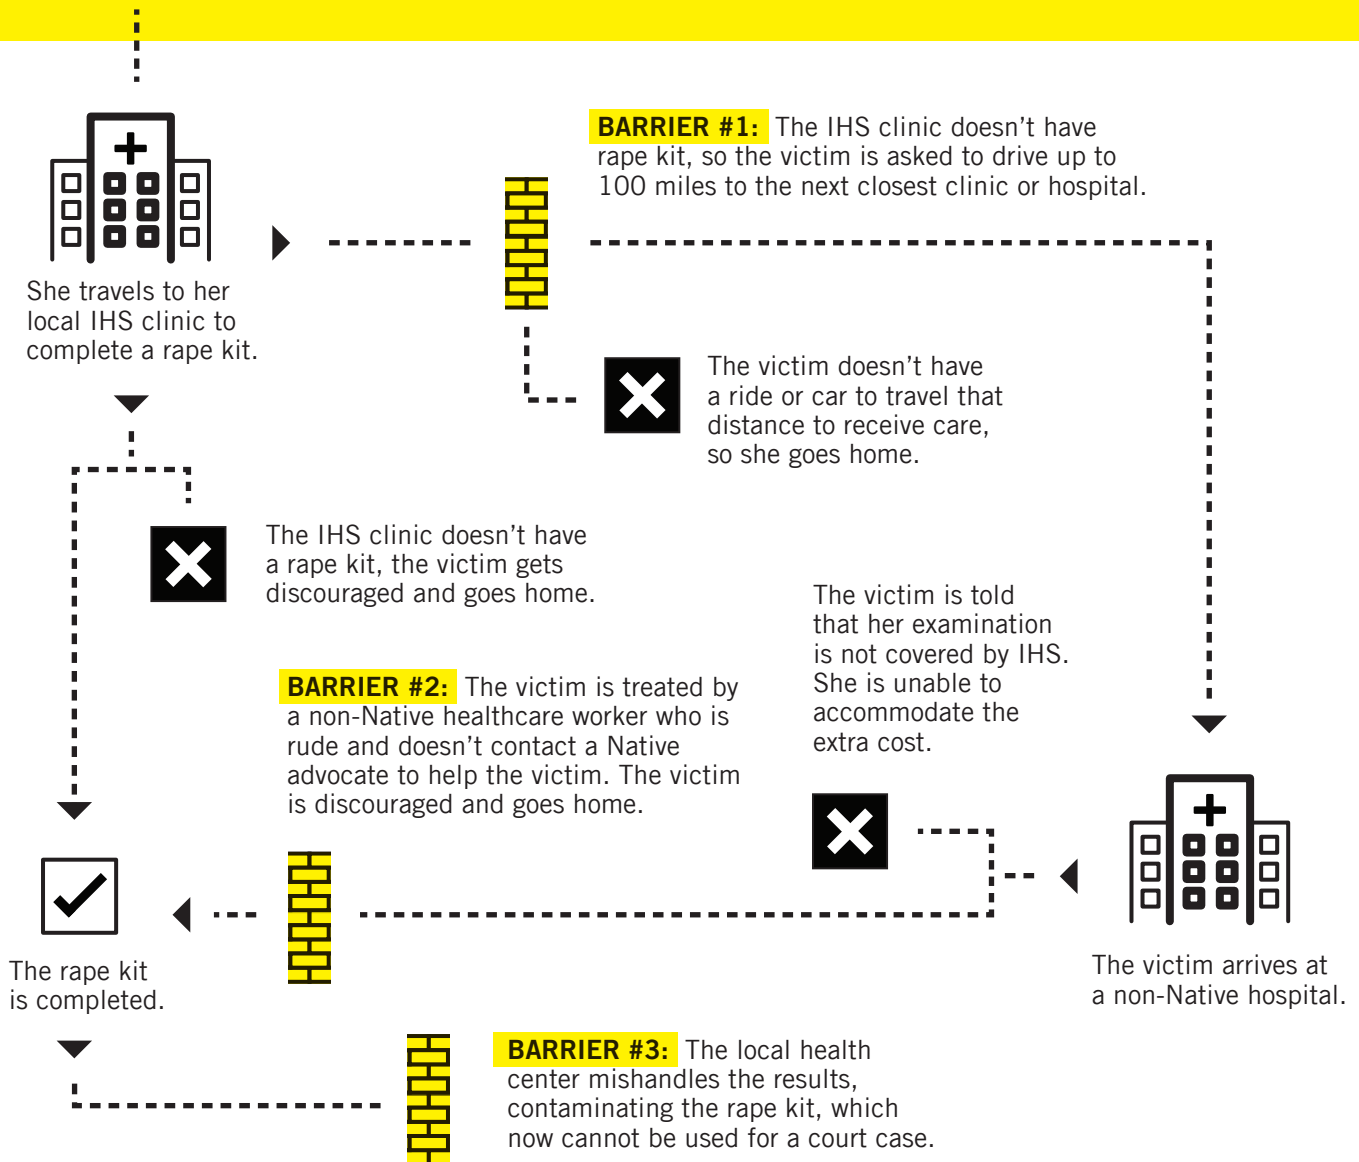 BARRIER #1: The IHS clinic doesn't have
rape kit, so the victim is asked to drive up to
100 miles to the next closest clinic or hospital.
She travels to her
local IHS clinic to
complete a rape kit.
The victim doesn't have
a ride or car to travel that
distance to receive care,
so she goes home.
The IHS clinic doesn't have
a rape kit, the victim gets
discouraged and goes home.
The victim is told
that her examination
is not covered by IHS.
She is unable to
accommodate the
extra cost.
BARRIER #2: The victim is treated by
a non-Native healthcare worker who is
rude and doesn't contact a Native
advocate to help the victim. The victim
is discouraged and goes home.
The rape kit
is completed.
The victim arrives at
a non-Native hospital.
BARRIER #3: The local health
center mishandles the results,
contaminating the rape kit, which
now cannot be used for a court case.